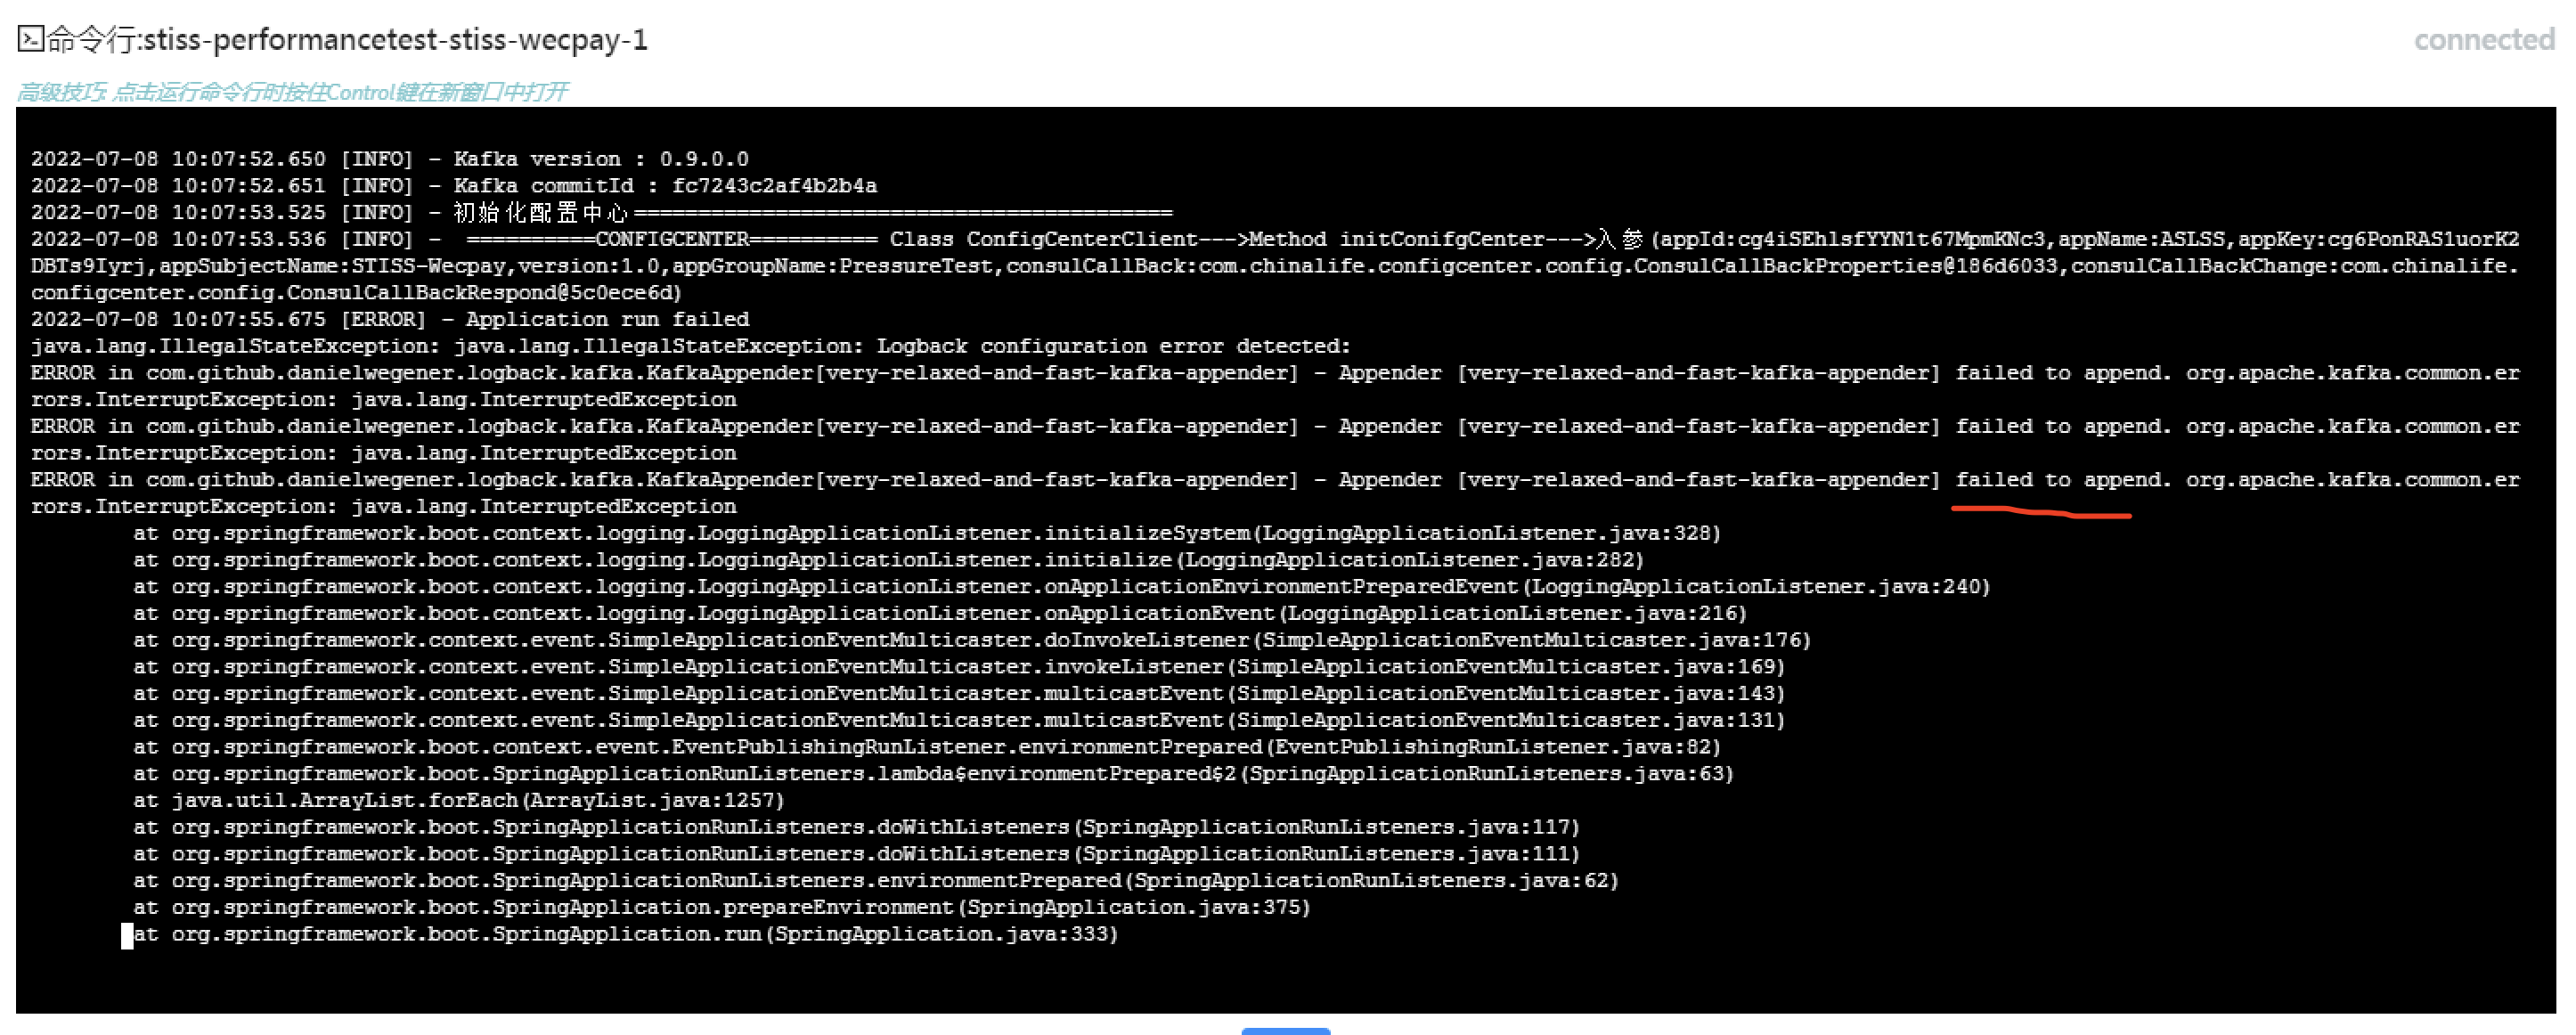 命令行:stiss-performancetest-stiss-wecpay-1
connected
高级技巧: 点击运行命令行时按住Control键在新窗口中打开
2022-07-08 10:07:52.650 [INFO] - Kafka version : 0.9.0.0
2022-07-08 10:07:52.651 [INFO] - Kafka commitId : fc7243c2af4b2b4a
2022-07-08 10:07:53.525 [INFO] - 初始化配置中心==========================================
2022-07-08 10:07:53.536 [INFO] -  ==========CONFIGCENTER========== Class ConfigCenterClient--->Method initConifgCenter--->入参(appId:cg4iSEhlsfYYN1t67MpmKNc3,appName:ASLSS,appKey:cg6PonRAS1uorK2
DBTs9Iyrj,appSubjectName:STISS-Wecpay,version:1.0,appGroupName:PressureTest,consulCallBack:com.chinalife.configcenter.config.ConsulCallBackProperties@186d6033,consulCallBackChange:com.chinalife.
configcenter.config.ConsulCallBackRespond@5c0ece6d)
2022-07-08 10:07:55.675 [ERROR] - Application run failed
java.lang.IllegalStateException: java.lang.IllegalStateException: Logback configuration error detected:
ERROR in com.github.danielwegener.logback.kafka.KafkaAppender[very-relaxed-and-fast-kafka-appender] - Appender [very-relaxed-and-fast-kafka-appender] failed to append. org.apache.kafka.common.er
rors.InterruptException: java.lang.InterruptedException
ERROR in com.github.danielwegener.logback.kafka.KafkaAppender[very-relaxed-and-fast-kafka-appender] - Appender [very-relaxed-and-fast-kafka-appender] failed to append. org.apache.kafka.common.er
rors.InterruptException: java.lang.InterruptedException
ERROR in com.github.danielwegener.logback.kafka.KafkaAppender[very-relaxed-and-fast-kafka-appender] - Appender [very-relaxed-and-fast-kafka-appender] failed to append. org.apache.kafka.common.er
rors.InterruptException: java.lang.InterruptedException
at org.springframework.boot.context.logging.LoggingApplicationListener.initializeSystem(LoggingApplicationListener.java:328)
at org.springframework.boot.context.logging.LoggingApplicationListener.initialize(LoggingApplicationListener.java:282)
at org.springframework.boot.context.logging.LoggingApplicationListener.onApplicationEnvironmentPreparedEvent(LoggingApplicationListener.java:240)
at org.springframework.boot.context.logging.LoggingApplicationListener.onApplicationEvent(LoggingApplicationListener.java:216)
at org.springframework.context.event.SimpleApplicationEventMulticaster.doInvokeListener(SimpleApplicationEventMulticaster.java:176)
at org.springframework.context.event.SimpleApplicationEventMulticaster.invokeListener(SimpleApplicationEventMulticaster.java:169)
at org.springframework.context.event.SimpleApplicationEventMulticaster.multicastEvent(SimpleApplicationEventMulticaster.java:143)
at org.springframework.context.event.SimpleApplicationEventMulticaster.multicastEvent(SimpleApplicationEventMulticaster.java:131)
at org.springframework.boot.context.event.EventPublishingRunListener.environmentPrepared(EventPublishingRunListener.java:82)
at org.springframework.boot.SpringApplicationRunListeners.lambda$environmentPrepared$2(SpringApplicationRunListeners.java:63)
at java.util.ArrayList.forEach(ArrayList.java:1257)
at org.springframework.boot.SpringApplicationRunListeners.doWithListeners(SpringApplicationRunListeners.java:117)
at org.springframework.boot.SpringApplicationRunListeners.doWithListeners(SpringApplicationRunListeners.java:111)
at org.springframework.boot.SpringApplicationRunListeners.environmentPrepared(SpringApplicationRunListeners.java:62)
at org.springframework.boot.SpringApplication.prepareEnvironment(SpringApplication.java:375)
at org.springframework.boot.SpringApplication.run(SpringApplication.java:333)